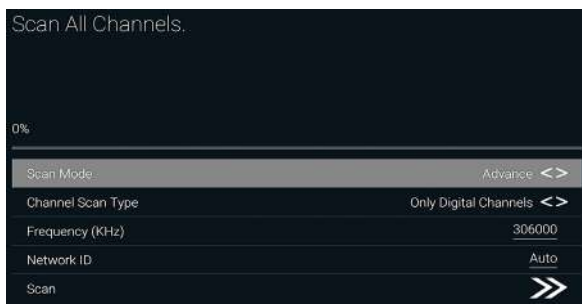 Scan All Channels.
0%
Scan Mode Advance <>
Channel Scan Type Only Digital Channels <>
Frequency (KHz) 306000
Network ID Auto
Scan